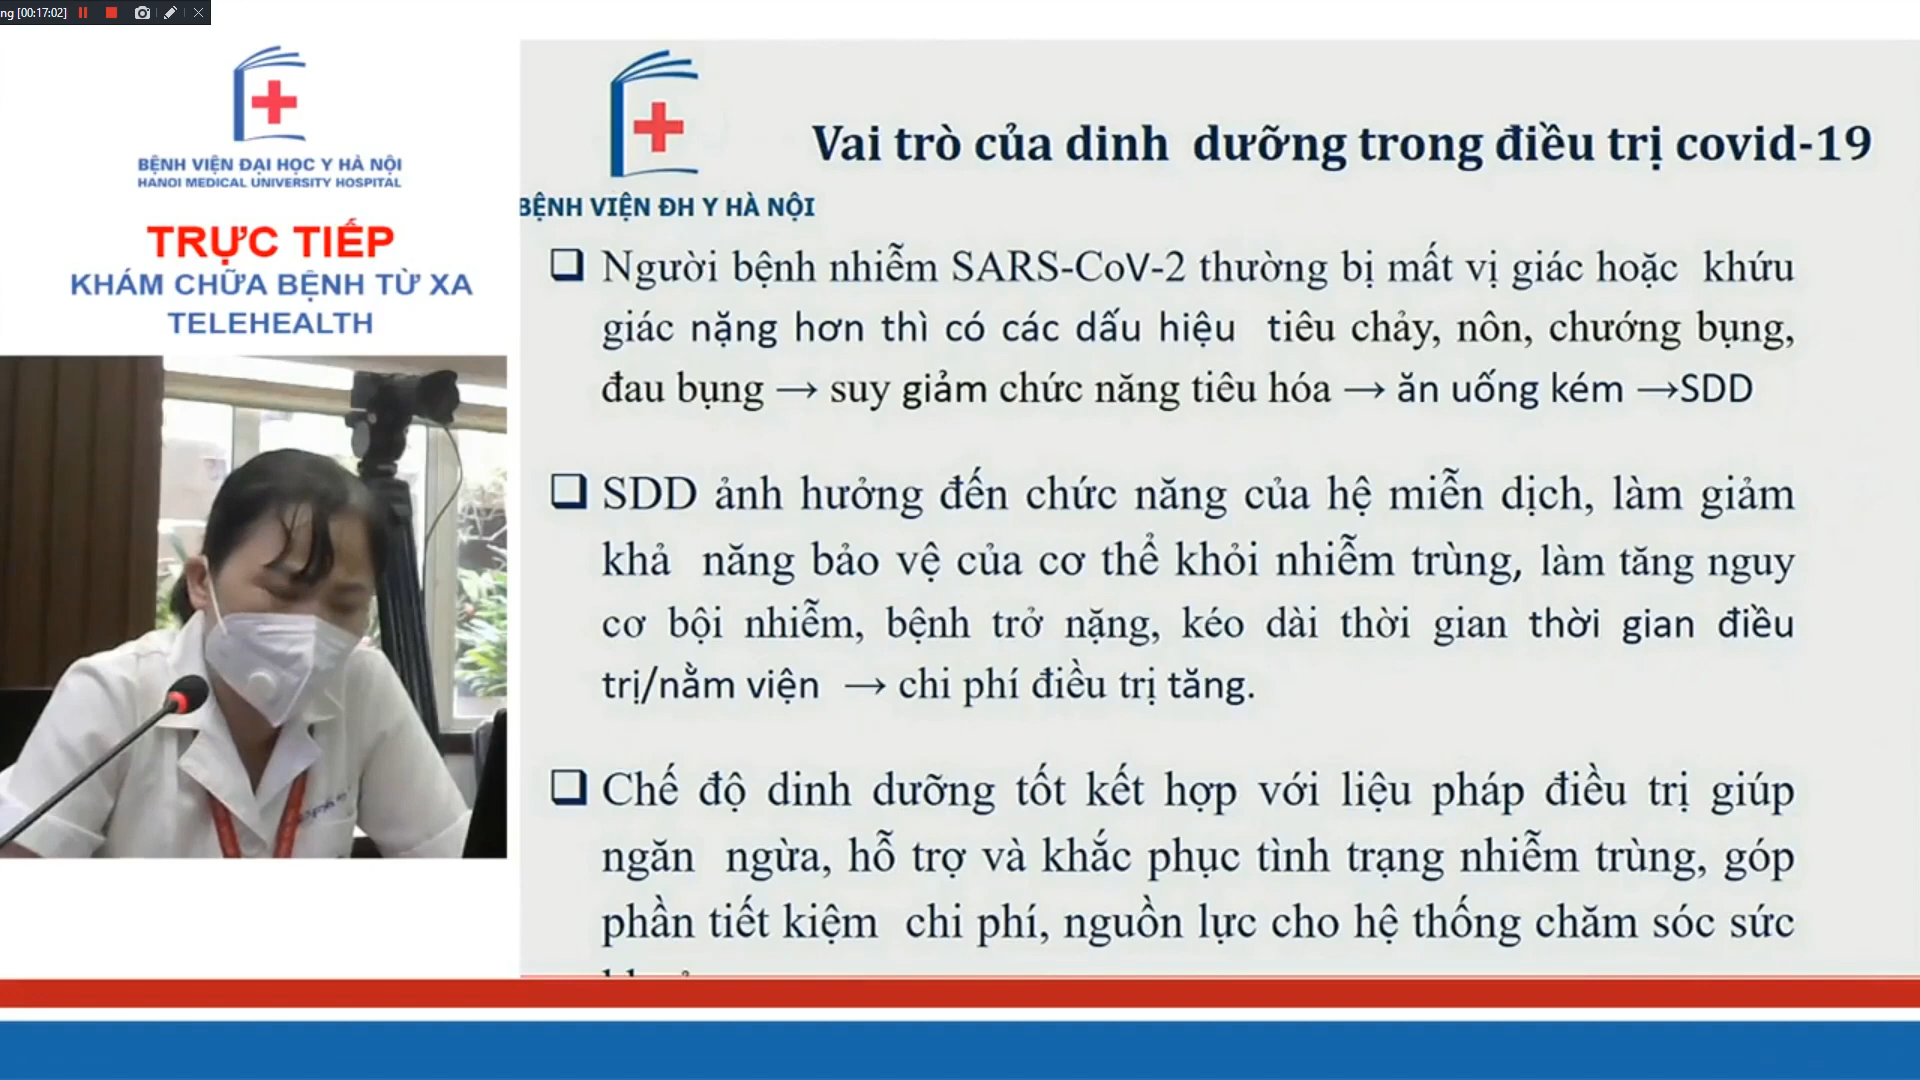 ng [00:17:02]
BỆNH VIỆN ĐẠI HỌC Y HÀ NỘI
HANOI MEDICAL UNIVERSITY HOSPITAL
TRỰC TIẾP
KHÁM CHỮA BỆNH TỪ XA
TELEHEALTH
BỆNH VIỆN ĐH Y HÀ NỘI
Vai trò của dinh dưỡng trong điều trị covid-19
Người bệnh nhiễm SARS-CoV-2 thường bị mất vị giác hoặc khứu
giác nặng hơn thì có các dấu hiệu tiêu chảy, nôn, chướng bụng,
đau bụng → suy giảm chức năng tiêu hóa → ăn uống kém →SDD
SDD ảnh hưởng đến chức năng của hệ miễn dịch, làm giảm
khả năng bảo vệ của cơ thể khỏi nhiễm trùng, làm tăng nguy
cơ bội nhiễm, bệnh trở nặng, kéo dài thời gian thời gian điều
trị/nằm viện → chi phí điều trị tăng.
Chế độ dinh dưỡng tốt kết hợp với liệu pháp điều trị giúp
ngăn ngừa, hỗ trợ và khắc phục tình trạng nhiễm trùng, góp
phần tiết kiệm chi phí, nguồn lực cho hệ thống chăm sóc sức